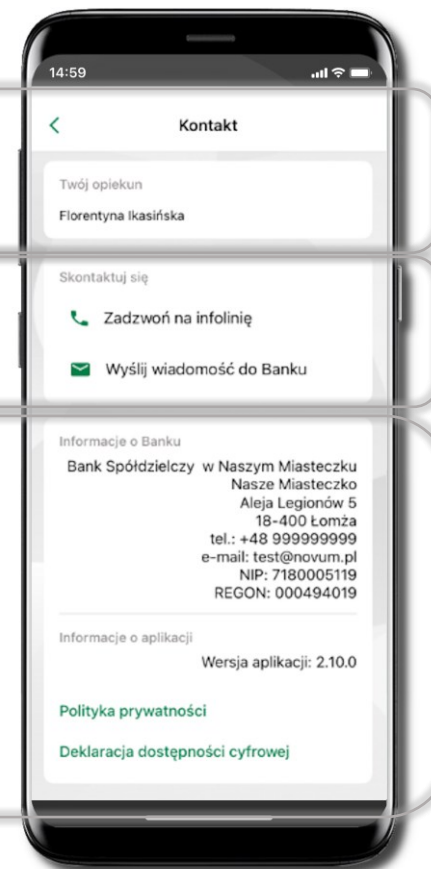 14:59
Kontakt
Twój opiekun
Florentyna Ikasińska
Skontaktuj się
Zadzwoń na infolinię
Wyślij wiadomość do Banku
Informacje o Banku
Bank Spółdzielczy w Naszym Miasteczku
Nasze Miasteczko
Aleja Legionów 5
18-400 Łomża
tel.: +48 999999999
e-mail: test@novum.pl
NIP: 7180005119
REGON: 000494019
Informacje o aplikacji
Wersja aplikacji: 2.10.0
Polityka prywatności
Deklaracja dostępności cyfrowej